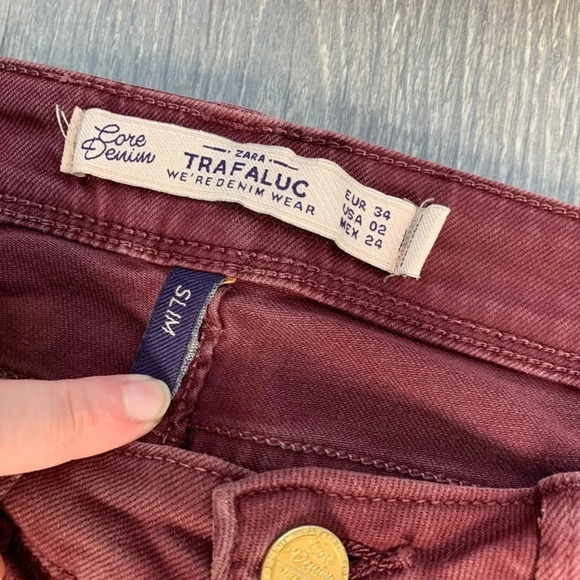 Core
Denim
ZARA
TRAFALUC
WE'RE DENIM WEAR
EUR 34
USA 02
MEX 24
SLIM
Core
Denim